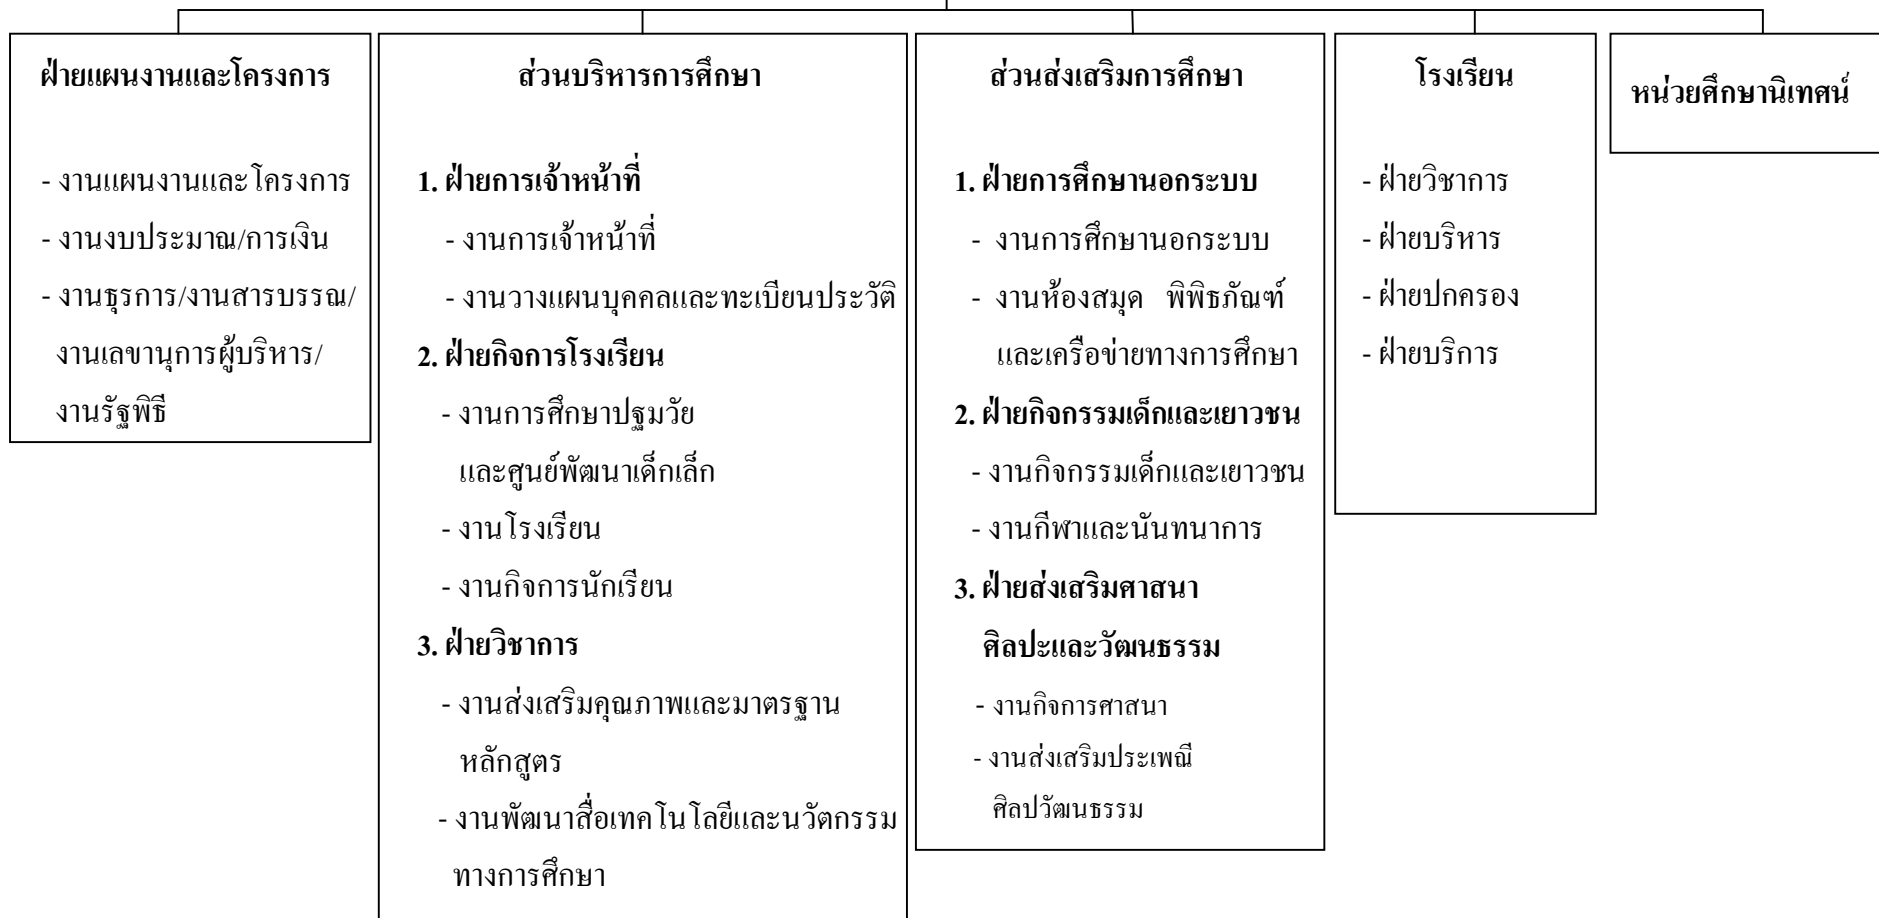 ฝ่ายแผนงานและโครงการ
- งานแผนงานและโครงการ
- งานงบประมาณ/การเงิน
- งานธุรการ/งานสารบรรณ/
งานเลขานุการผู้บริหาร/
งานรัฐพิธี
ส่วนบริหารการศึกษา
1. ฝ่ายการเจ้าหน้าที่
- งานการเจ้าหน้าที่
- งานวางแผนบุคคลและทะเบียนประวัติ
2. ฝ่ายกิจการโรงเรียน
- งานการศึกษาปฐมวัย
และศูนย์พัฒนาเด็กเล็ก
- งานโรงเรียน
- งานกิจการนักเรียน
3. ฝ่ายวิชาการ
- งานส่งเสริมคุณภาพและมาตรฐาน
หลักสูตร
- งานพัฒนาสื่อเทคโนโลยีและนวัตกรรม
ทางการศึกษา
ส่วนส่งเสริมการศึกษา
1. ฝ่ายการศึกษานอกระบบ
- งานการศึกษานอกระบบ
- งานห้องสมุด พิพิธภัณฑ์
และเครือข่ายทางการศึกษา
2. ฝ่ายกิจกรรมเด็กและเยาวชน
- งานกิจกรรมเด็กและเยาวชน
- งานกีฬาและนันทนาการ
3. ฝ่ายส่งเสริมศาสนา
ศิลปะและวัฒนธรรม
- งานกิจการศาสนา
- งานส่งเสริมประเพณี
ศิลปวัฒนธรรม
โรงเรียน
- ฝ่ายวิชาการ
- ฝ่ายบริหาร
- ฝ่ายปกครอง
- ฝ่ายบริการ
หน่วยศึกษานิเทศน์